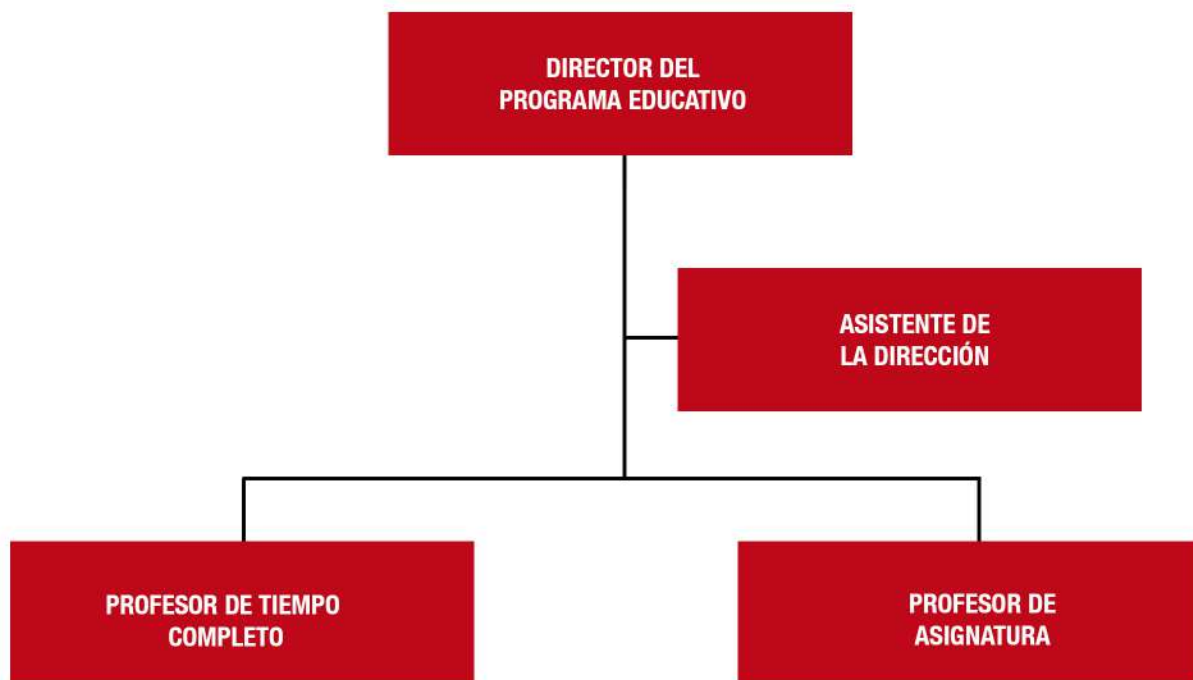 DIRECTOR DEL
PROGRAMA EDUCATIVO
ASISTENTE DE
LA DIRECCIÓN
PROFESOR DE TIEMPO
COMPLETO
PROFESOR DE
ASIGNATURA